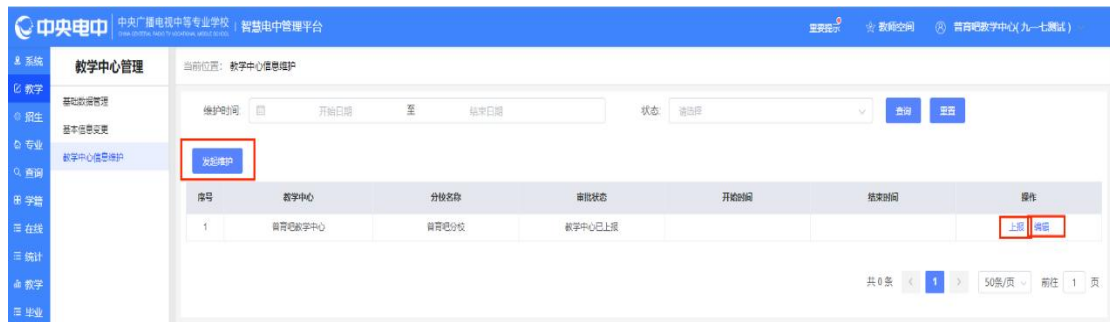 中央电中 中央广播电视中等专业学校 智慧电中管理平台 重要提示 教师空间 普育吧教学中心(九一七测试)
系统 教学中心管理 当前位置: 教学中心信息维护
教学
基础数据管理 维护时间: 开始日期 至 结束日期 状态: 请选择 查询 重置
招生
基本信息变更
专业
教学中心信息维护 发起维护
查询
学籍 序号 教学中心 分校名称 审批状态 开始时间 结束时间 操作
在线 1 普育吧教学中心 普育吧分校 教学中心已上报 上报 编辑
统计
教学 共 0 条 < 1 > 50条/页 前往 1 页
毕业